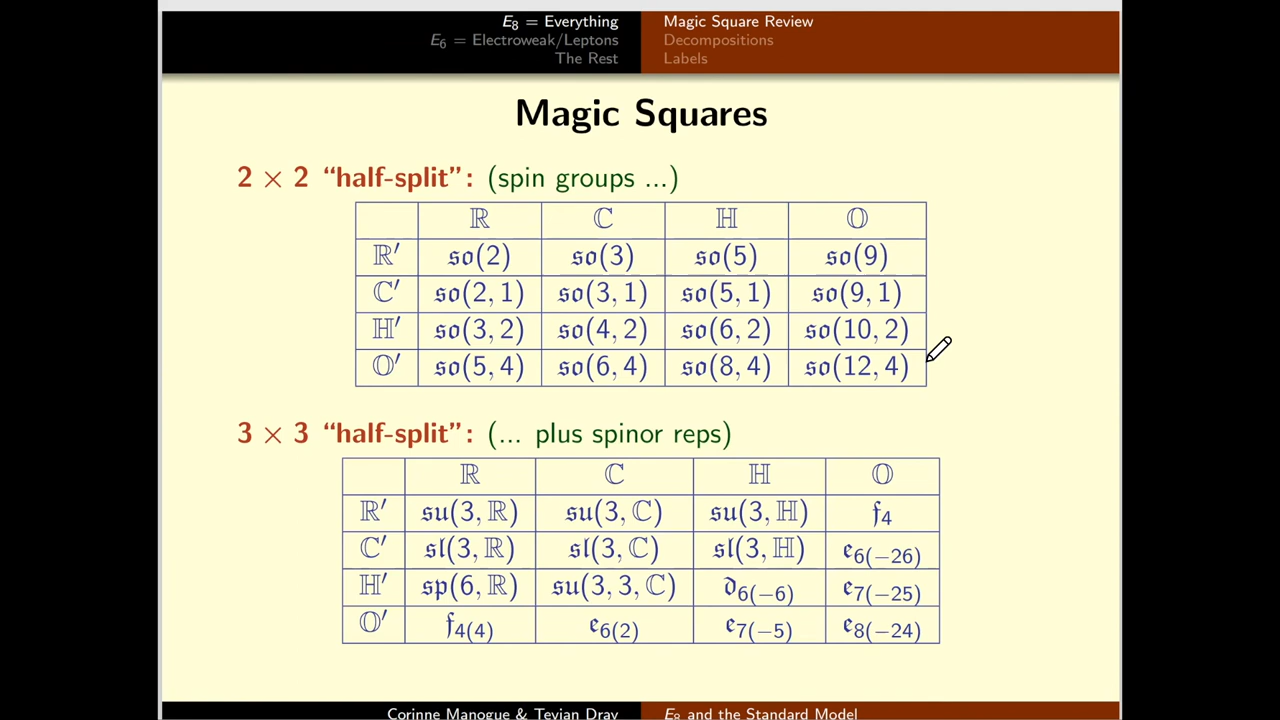 E₈ = Everything
E₆ = Electroweak/Leptons
The Rest
Magic Square Review
Decompositions
Labels
Magic Squares
2 × 2 “half-split”: (spin groups ...)
ℝ ℂ ℍ 𝕆
ℝ′ 𝔰𝔬(2) 𝔰𝔬(3) 𝔰𝔬(5) 𝔰𝔬(9)
ℂ′ 𝔰𝔬(2, 1) 𝔰𝔬(3, 1) 𝔰𝔬(5, 1) 𝔰𝔬(9, 1)
ℍ′ 𝔰𝔬(3, 2) 𝔰𝔬(4, 2) 𝔰𝔬(6, 2) 𝔰𝔬(10, 2)
𝕆′ 𝔰𝔬(5, 4) 𝔰𝔬(6, 4) 𝔰𝔬(8, 4) 𝔰𝔬(12, 4)
3 × 3 “half-split”: (... plus spinor reps)
ℝ ℂ ℍ 𝕆
ℝ′ 𝔰𝔲(3, ℝ) 𝔰𝔲(3, ℂ) 𝔰𝔲(3, ℍ) 𝔣₄
ℂ′ 𝔰𝔩(3, ℝ) 𝔰𝔩(3, ℂ) 𝔰𝔩(3, ℍ) 𝔢₆₍₋₂₆₎
ℍ′ 𝔰𝔭(6, ℝ) 𝔰𝔲(3, 3, ℂ) 𝔡₆₍₋₆₎ 𝔢₇₍₋₂₅₎
𝕆′ 𝔣₄₍₄₎ 𝔢₆₍₂₎ 𝔢₇₍₋₅₎ 𝔢₈₍₋₂₄₎
Corinne Manogue & Tevian Dray
E₈ and the Standard Model